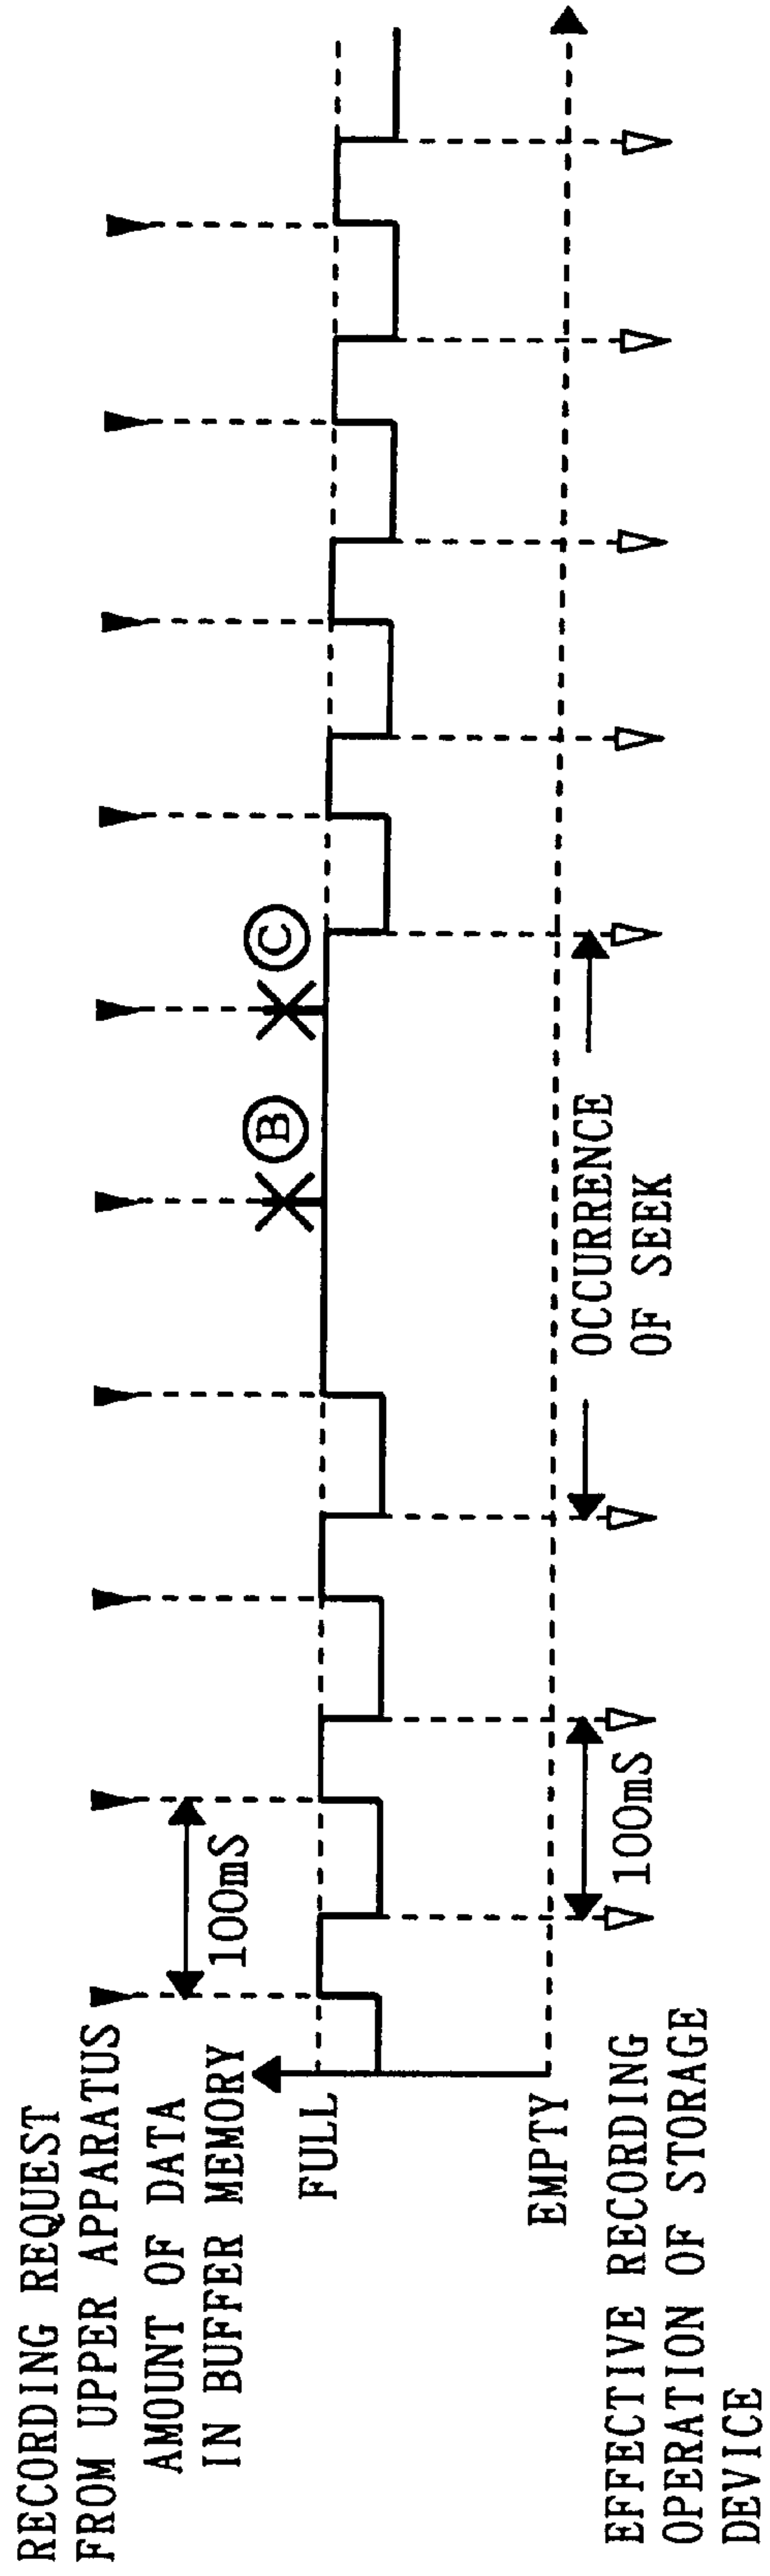 RECORDING REQUEST
FROM UPPER APPARATUS
AMOUNT OF DATA
IN BUFFER MEMORY
FULL
EMPTY
EFFECTIVE RECORDING
OPERATION OF STORAGE
DEVICE
100mS
100mS
OCCURRENCE
OF SEEK
B
C